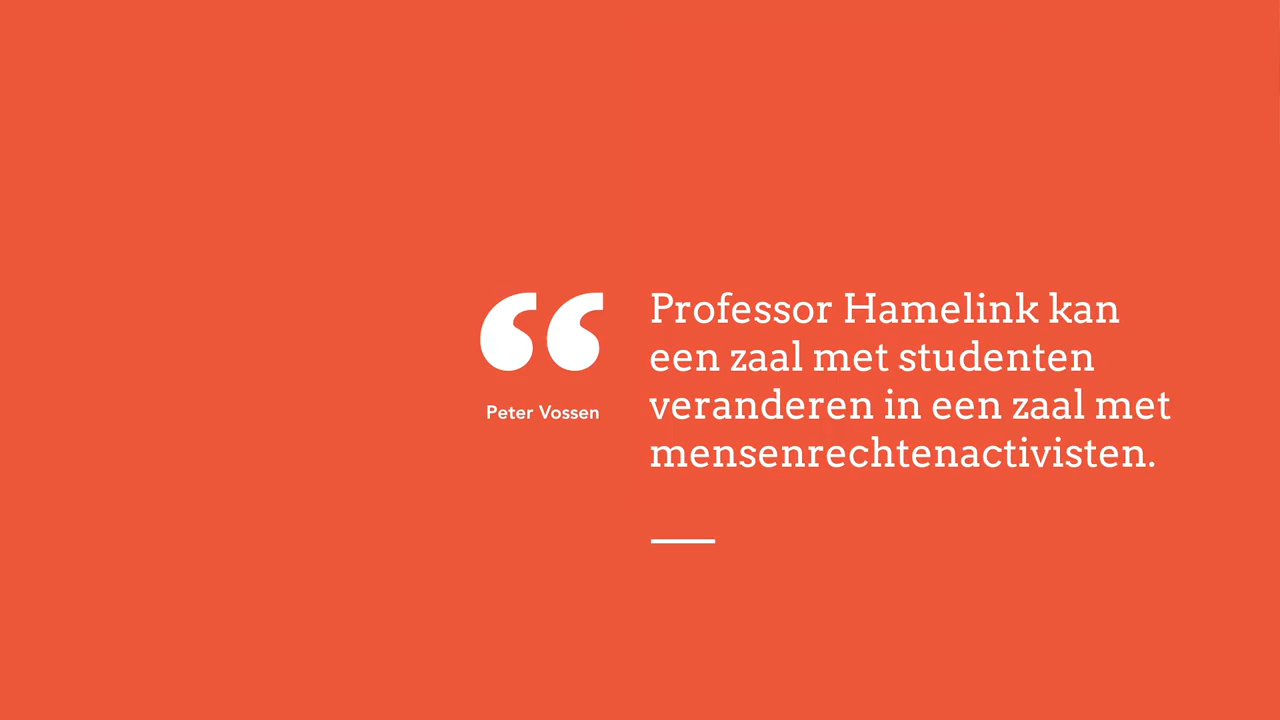 “
Peter Vossen
Professor Hamelink kan
een zaal met studenten
veranderen in een zaal met
mensenrechtenactivisten.